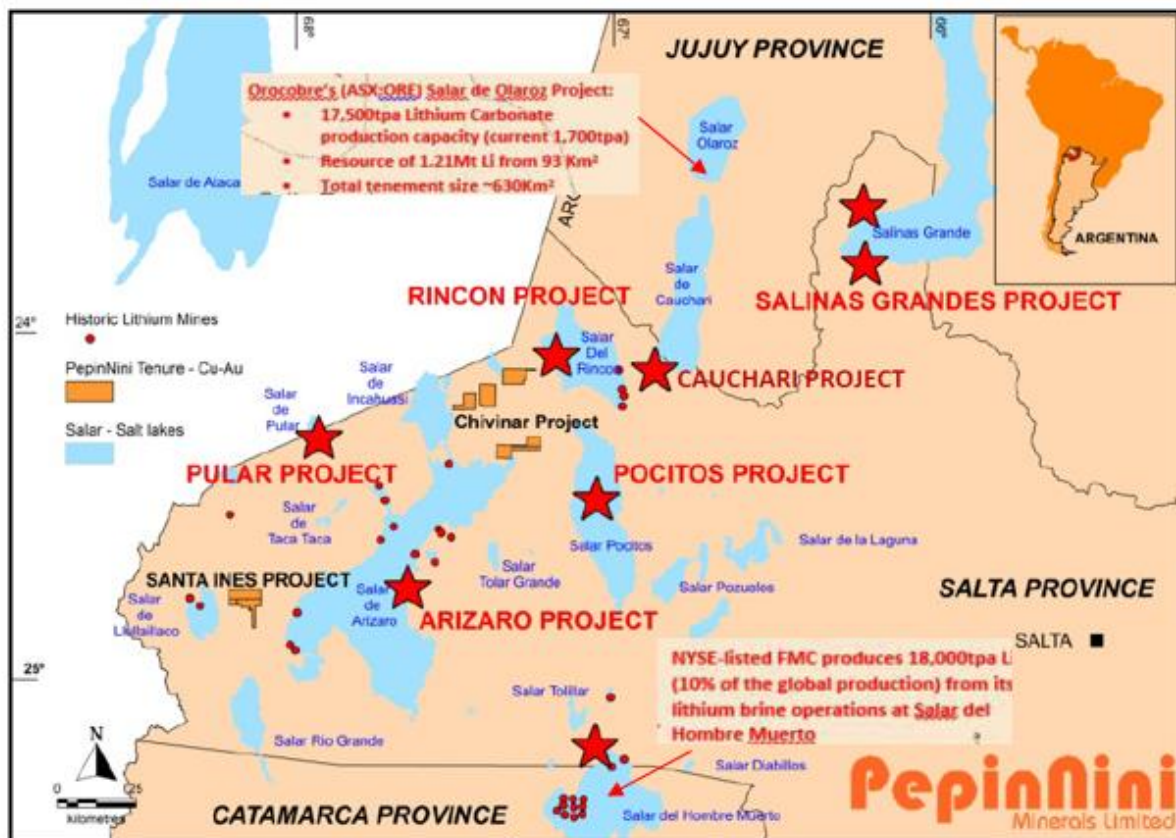 68°
67°
66°
JUJUY PROVINCE
Orocobre's (ASX:ORE) Salar de Olaroz Project:
• 17,500tpa Lithium Carbonate
production capacity (current 1,700tpa)
• Resource of 1.21Mt Li from 93 Km²
• Total tenement size ~630Km²
Salar de Ataca
ARG
Salar
Olaroz
Salinas Grande
ARGENTINA
Salar
de
Cauchari
RINCON PROJECT
SALINAS GRANDES PROJECT
24°
Historic Lithium Mines
PepinNini Tenure - Cu-Au
Salar - Salt lakes
Salar
Del
Rincon
CAUCHARI PROJECT
Salar
de
Incahuasi
Salar
de
Pular
Chivinar Project
PULAR PROJECT
POCITOS PROJECT
Salar
de
Taca Taca
Salar Pocitos
Salar de la Laguna
Salar
Tolar Grande
Salar Pozuelos
SANTA INES PROJECT
Salar
de
Llullaillaco
Salar
de
Arizaro
ARIZARO PROJECT
SALTA PROVINCE
SALTA
25°
NYSE-listed FMC produces 18,000tpa Li
(10% of the global production) from its
lithium brine operations at Salar del
Hombre Muerto
Salar Tolillar
Salar Rio Grande
Salar Diabillos
N
0
25
kilometres
CATAMARCA PROVINCE
Salar del Hombre Muerto
PepinNini
Minerals Limited